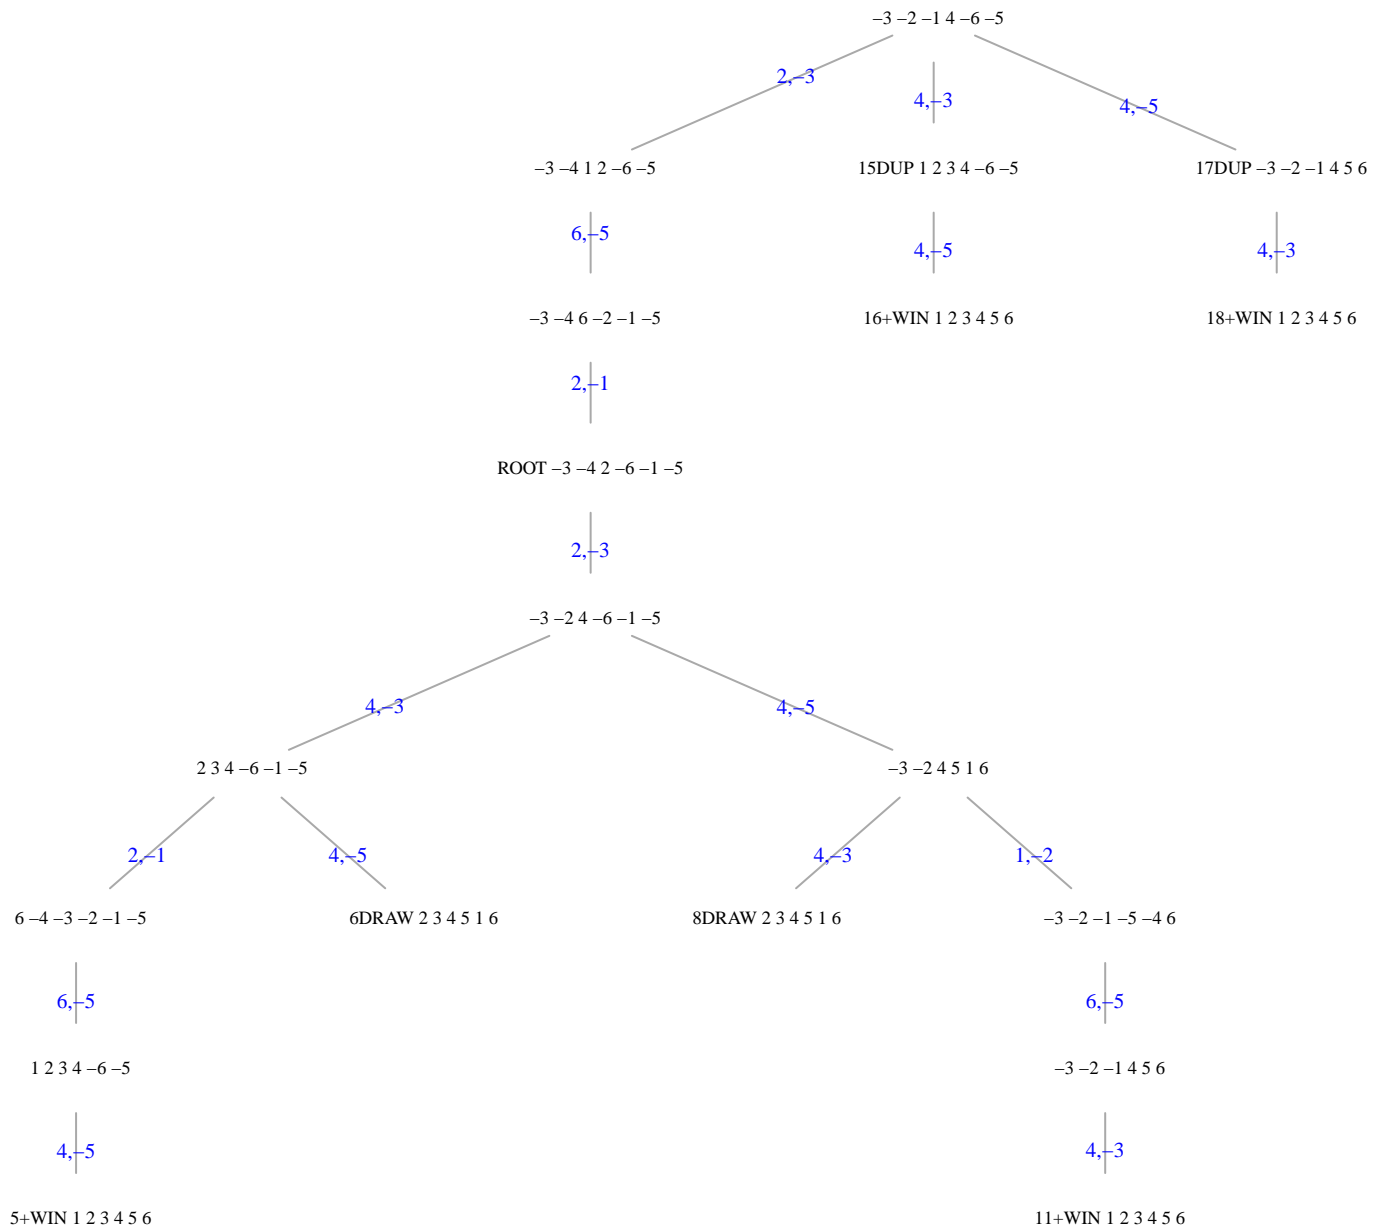 –3 –2 –1 4 –6 –5
2,–3
4,–3
4,–5
–3 –4 1 2 –6 –5
15DUP 1 2 3 4 –6 –5
17DUP –3 –2 –1 4 5 6
6,–5
4,–5
4,–3
–3 –4 6 –2 –1 –5
16+WIN 1 2 3 4 5 6
18+WIN 1 2 3 4 5 6
2,–1
ROOT –3 –4 2 –6 –1 –5
2,–3
–3 –2 4 –6 –1 –5
4,–3
4,–5
2 3 4 –6 –1 –5
–3 –2 4 5 1 6
2,–1
4,–5
4,–3
1,–2
6 –4 –3 –2 –1 –5
6DRAW 2 3 4 5 1 6
8DRAW 2 3 4 5 1 6
–3 –2 –1 –5 –4 6
6,–5
6,–5
1 2 3 4 –6 –5
–3 –2 –1 4 5 6
4,–5
4,–3
5+WIN 1 2 3 4 5 6
11+WIN 1 2 3 4 5 6